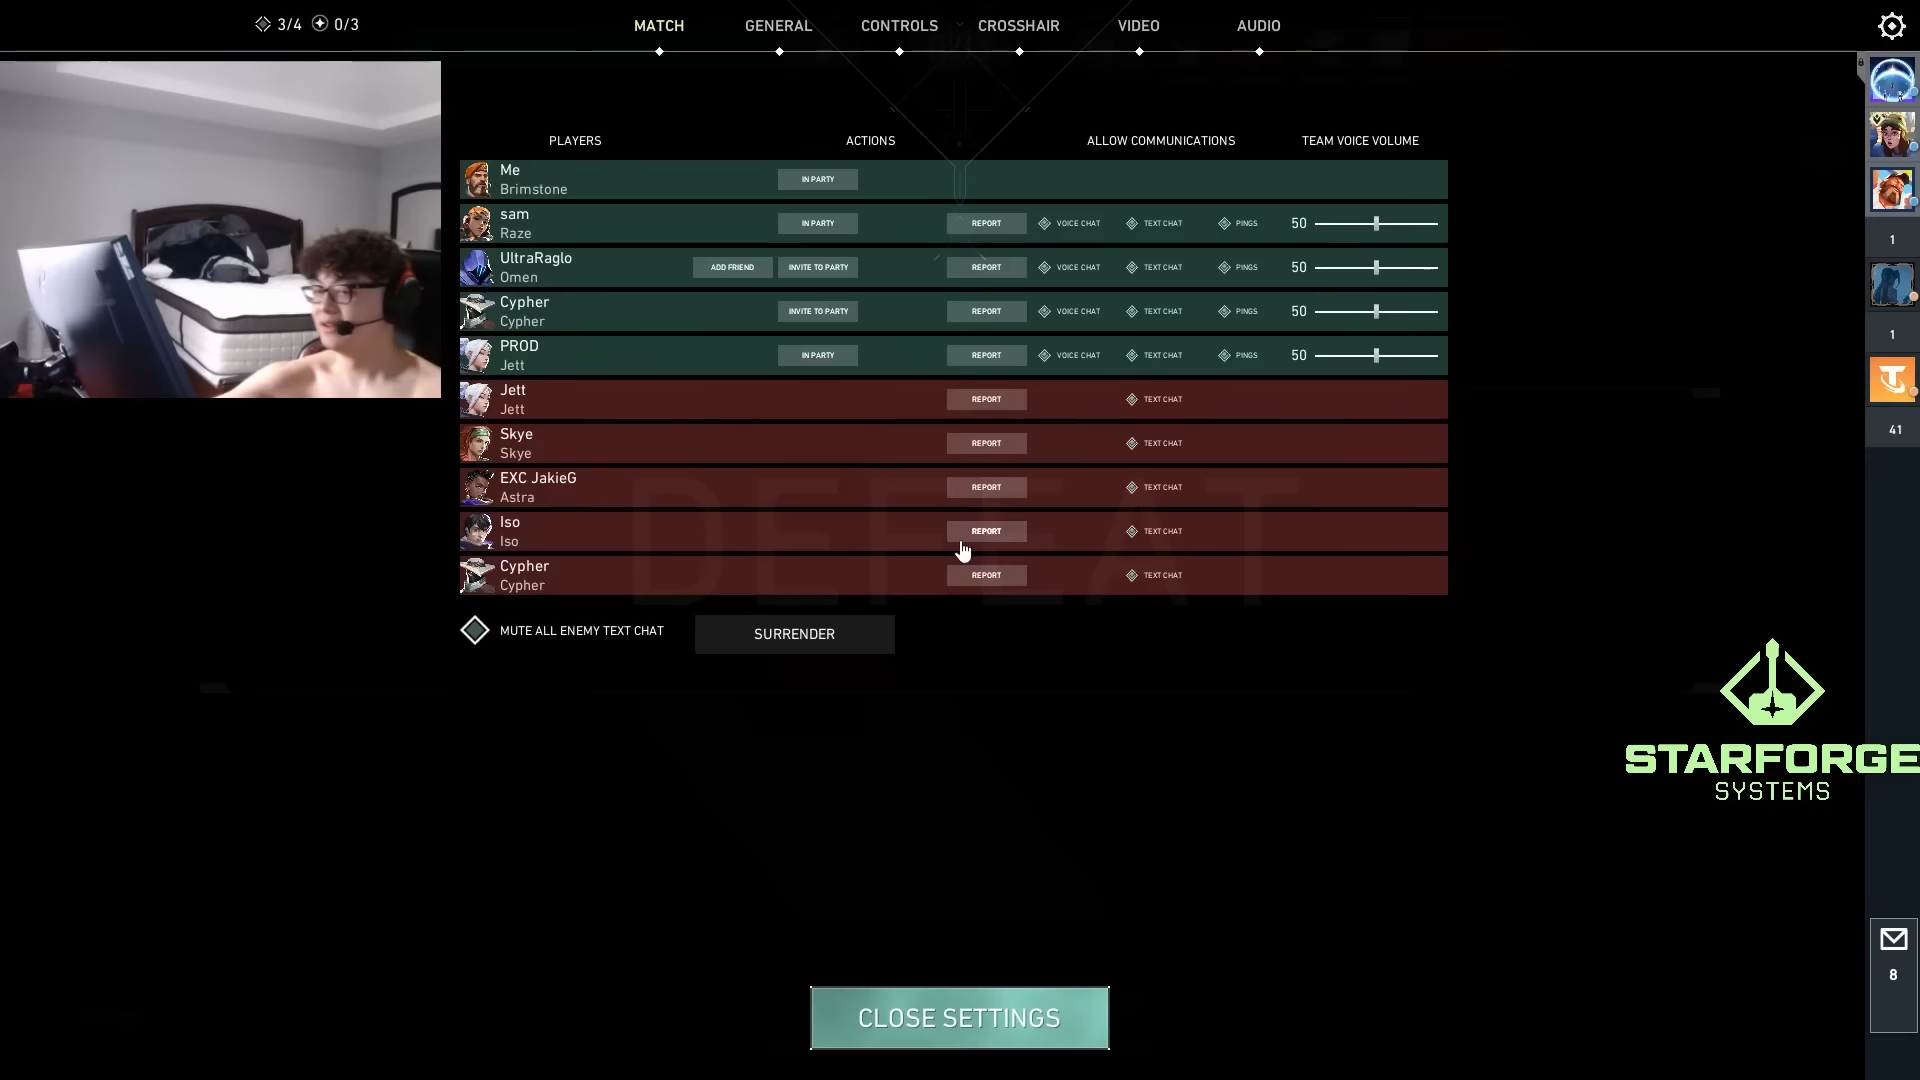 3/4 0/3
MATCH GENERAL CONTROLS CROSSHAIR VIDEO AUDIO
PLAYERS ACTIONS ALLOW COMMUNICATIONS TEAM VOICE VOLUME
Me
Brimstone
IN PARTY
sam
Raze
IN PARTY REPORT VOICE CHAT TEXT CHAT PINGS 50
UltraRaglo
Omen
ADD FRIEND INVITE TO PARTY REPORT VOICE CHAT TEXT CHAT PINGS 50
Cypher
Cypher
INVITE TO PARTY REPORT VOICE CHAT TEXT CHAT PINGS 50
PROD
Jett
IN PARTY REPORT VOICE CHAT TEXT CHAT PINGS 50
Jett
Jett
REPORT TEXT CHAT
Skye
Skye
REPORT TEXT CHAT
EXC JakieG
Astra
REPORT TEXT CHAT
Iso
Iso
REPORT TEXT CHAT
Cypher
Cypher
REPORT TEXT CHAT
DEFEAT
MUTE ALL ENEMY TEXT CHAT SURRENDER
CLOSE SETTINGS
1
1
41
STARFORGE
SYSTEMS
8